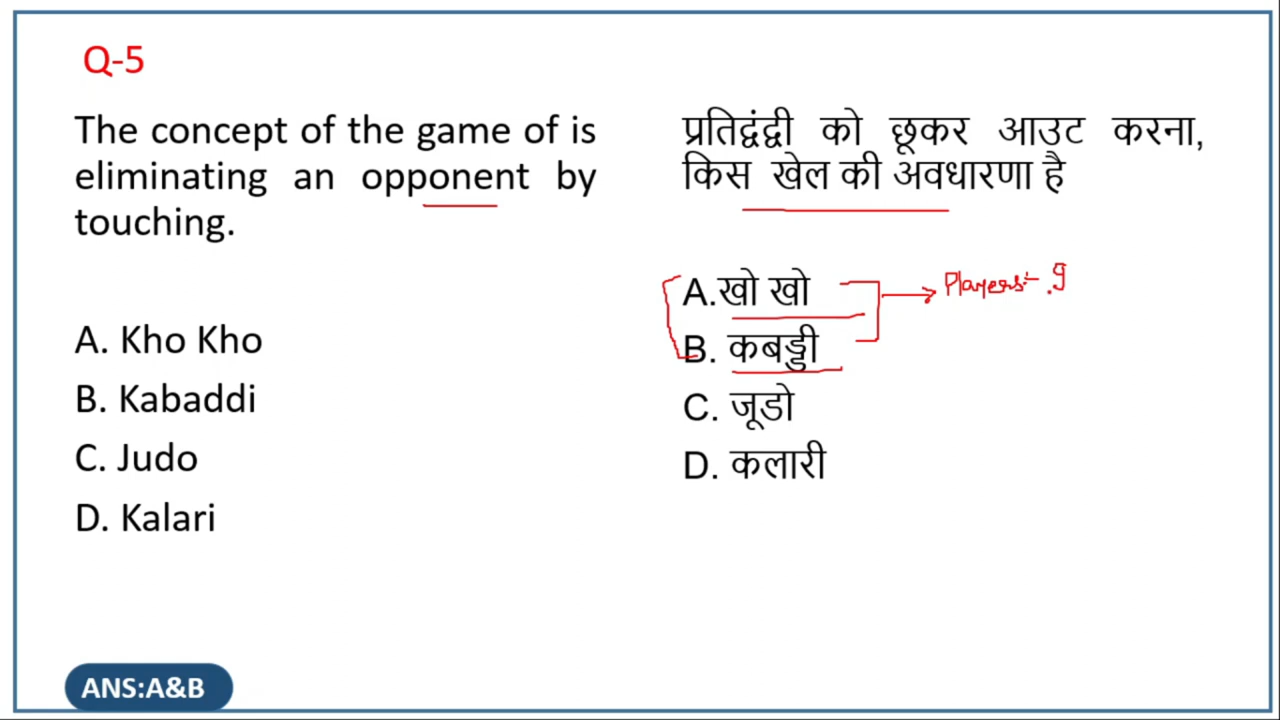 Q-5
The concept of the game of is
eliminating an opponent by
touching.
A. Kho Kho
B. Kabaddi
C. Judo
D. Kalari
प्रतिद्वंद्वी को छूकर आउट करना,
किस खेल की अवधारणा है
A.खो खो
B. कबड्डी
C. जूडो
D. कलारी
Players:- .9
ANS:A&B